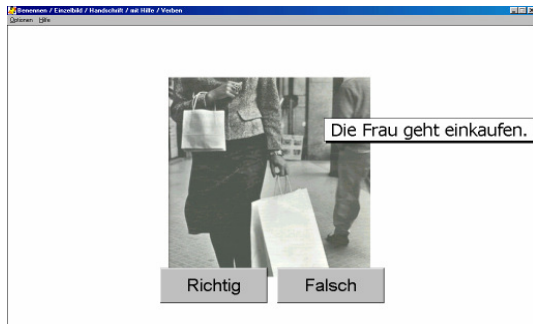 Benennen / Einzelbild / Handschrift / mit Hilfe / Verben
Optionen Hilfe
Die Frau geht einkaufen.
Richtig Falsch